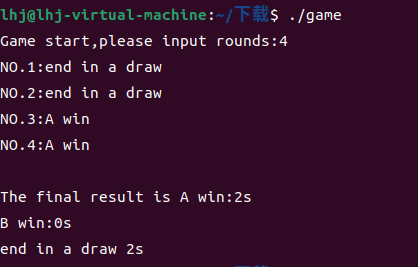 lhj@lhj-virtual-machine:~/下载$ ./game
Game start,please input rounds:4
NO.1:end in a draw
NO.2:end in a draw
NO.3:A win
NO.4:A win
The final result is A win:2s
B win:0s
end in a draw 2s